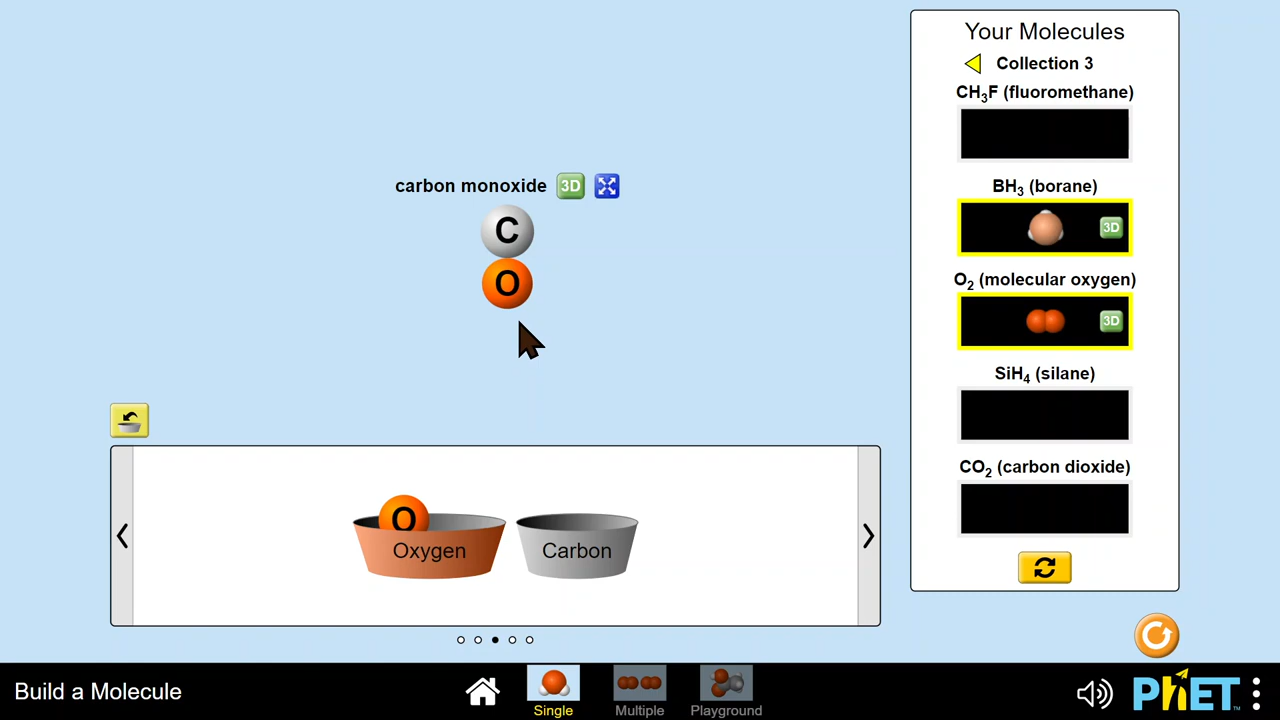 Your Molecules
Collection 3
CH₃F (fluoromethane)
carbon monoxide 3D
BH₃ (borane)
C
3D
O
O₂ (molecular oxygen)
3D
SiH₄ (silane)
CO₂ (carbon dioxide)
O
Oxygen
Carbon
Build a Molecule
Single
Multiple
Playground
PhET™